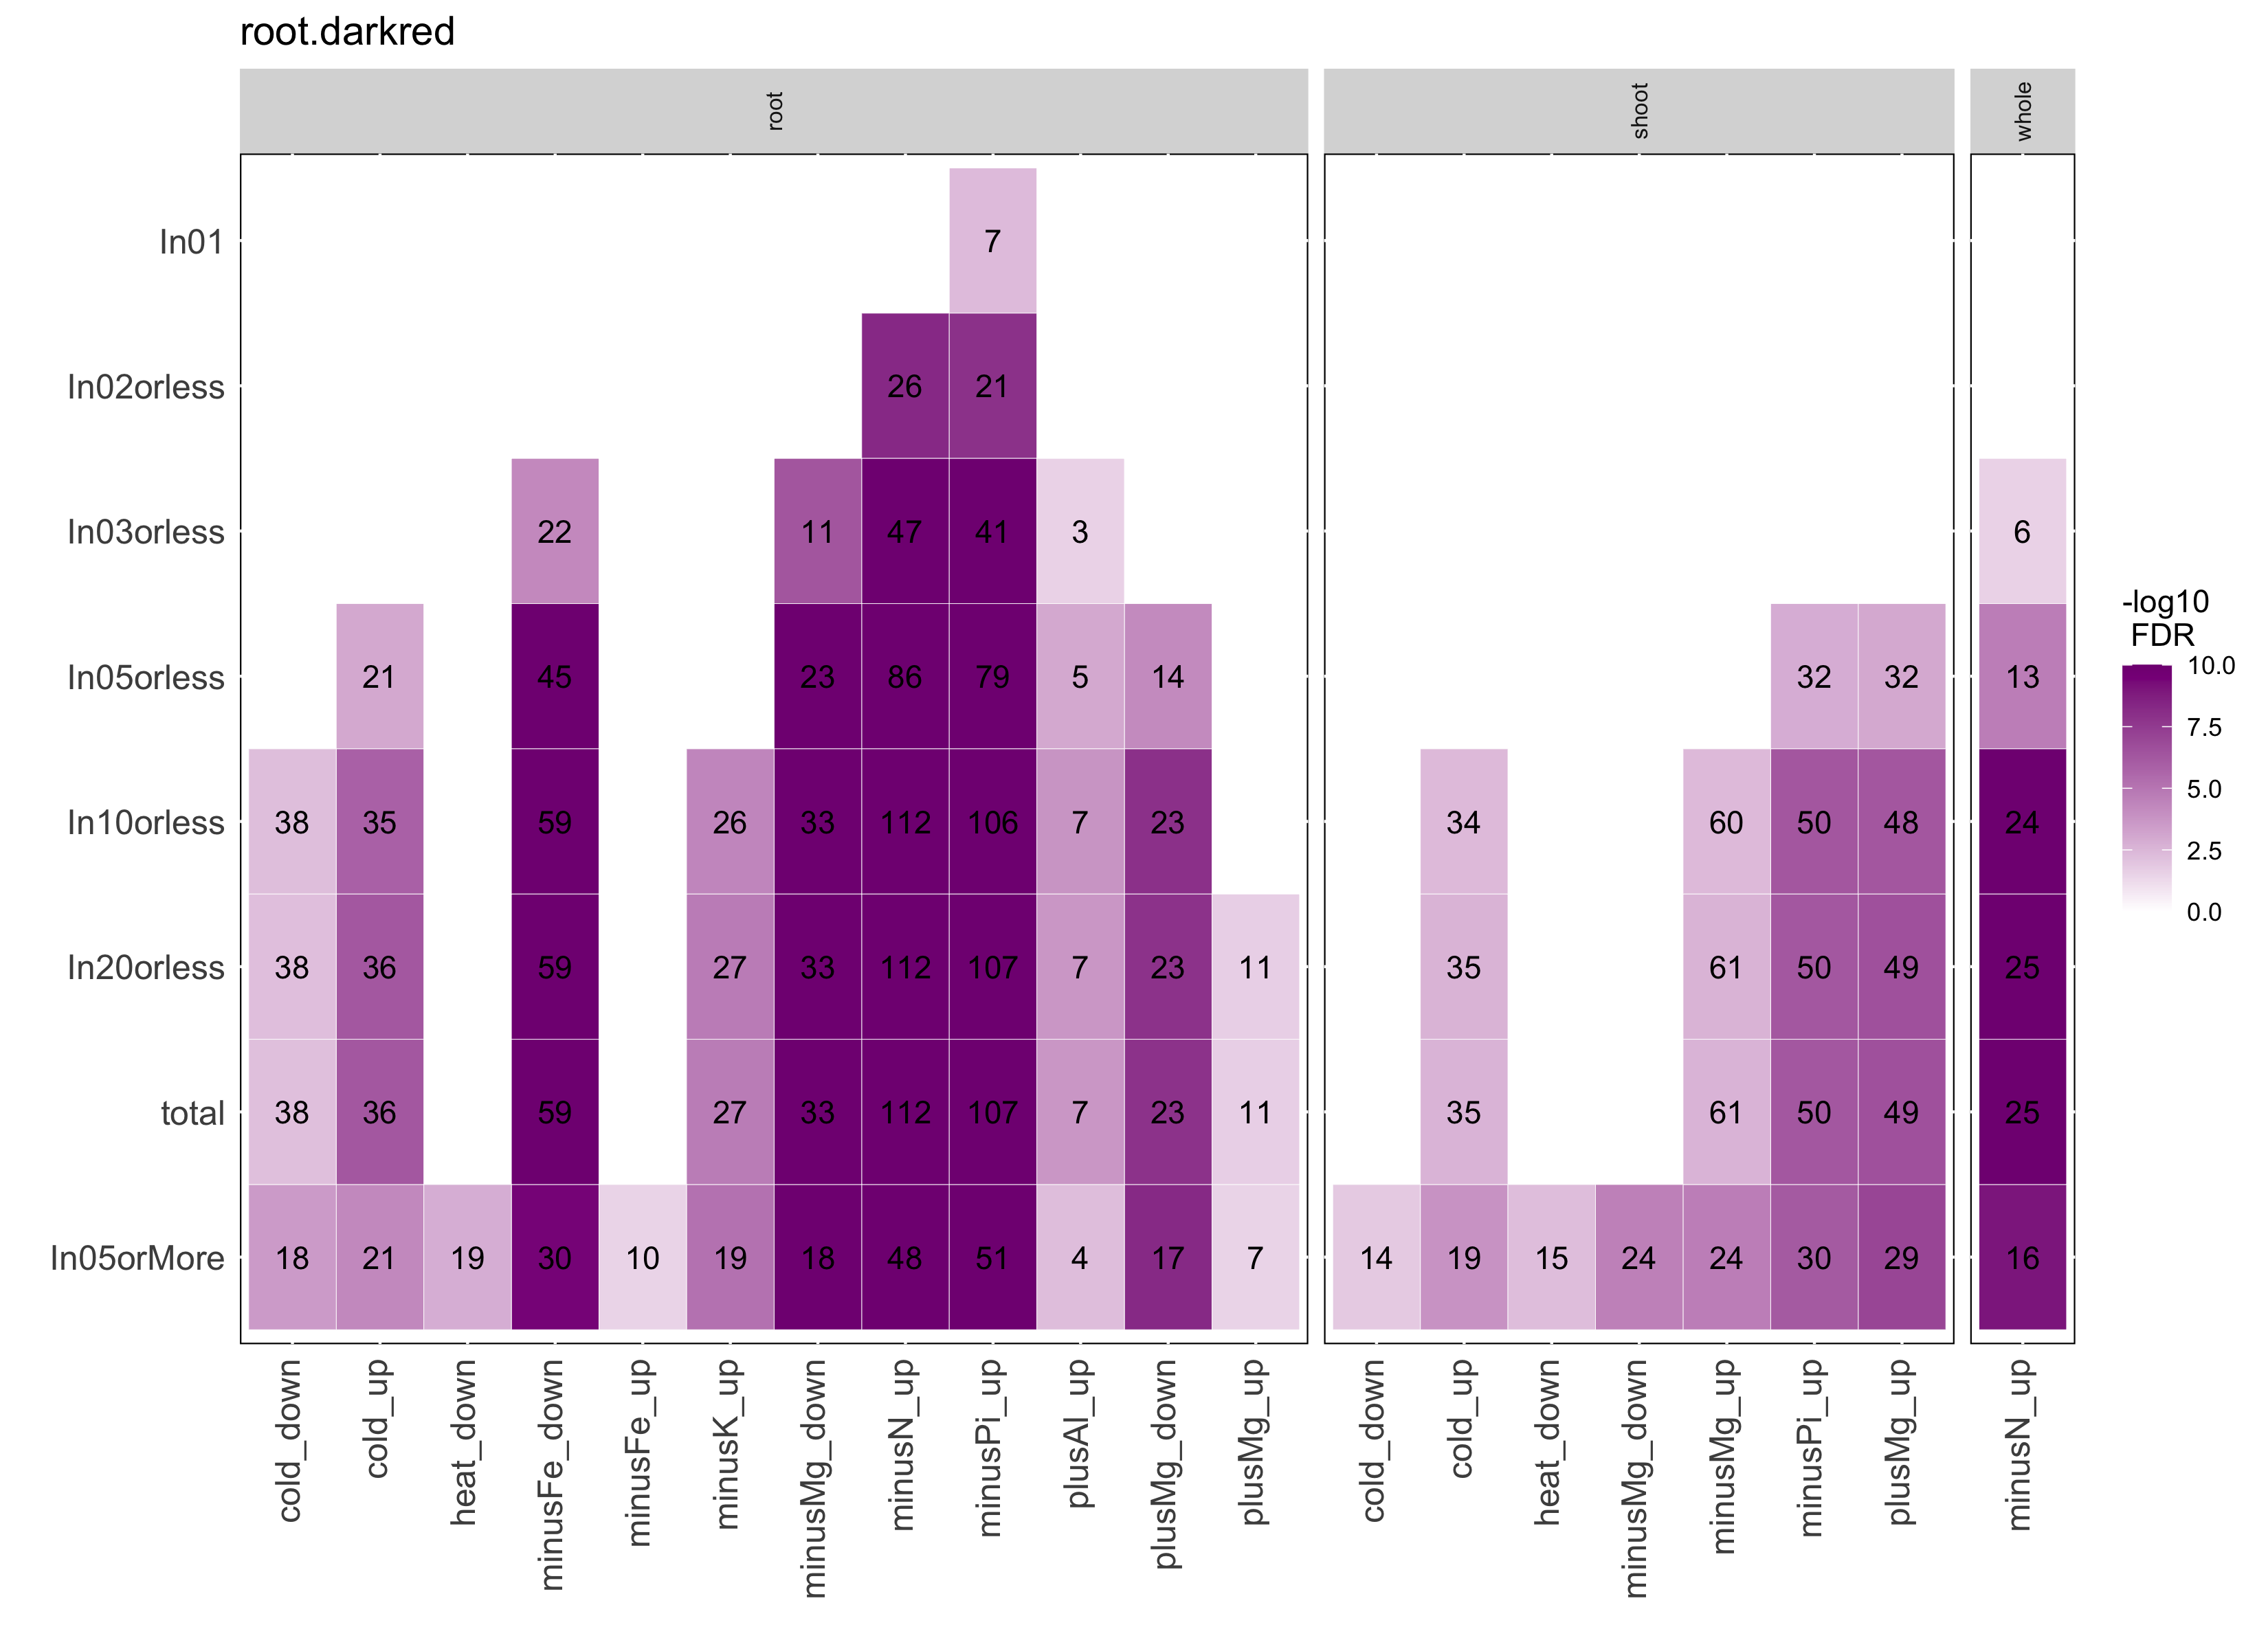 root.darkred
root shoot whole
In01 7
In02orless 26 21
In03orless 22 11 47 41 3 6
In05orless 21 45 23 86 79 5 14 32 32 13
In10orless 38 35 59 26 33 112 106 7 23 34 60 50 48 24
In20orless 38 36 59 27 33 112 107 7 23 11 35 61 50 49 25
total 38 36 59 27 33 112 107 7 23 11 35 61 50 49 25
In05orMore 18 21 19 30 10 19 18 48 51 4 17 7 14 19 15 24 24 30 29 16
cold_down
cold_up
heat_down
minusFe_down
minusFe_up
minusK_up
minusMg_down
minusN_up
minusPi_up
plusAl_up
plusMg_down
plusMg_up
cold_down
cold_up
heat_down
minusMg_down
minusMg_up
minusPi_up
plusMg_up
minusN_up
-log10
FDR
10.0
7.5
5.0
2.5
0.0